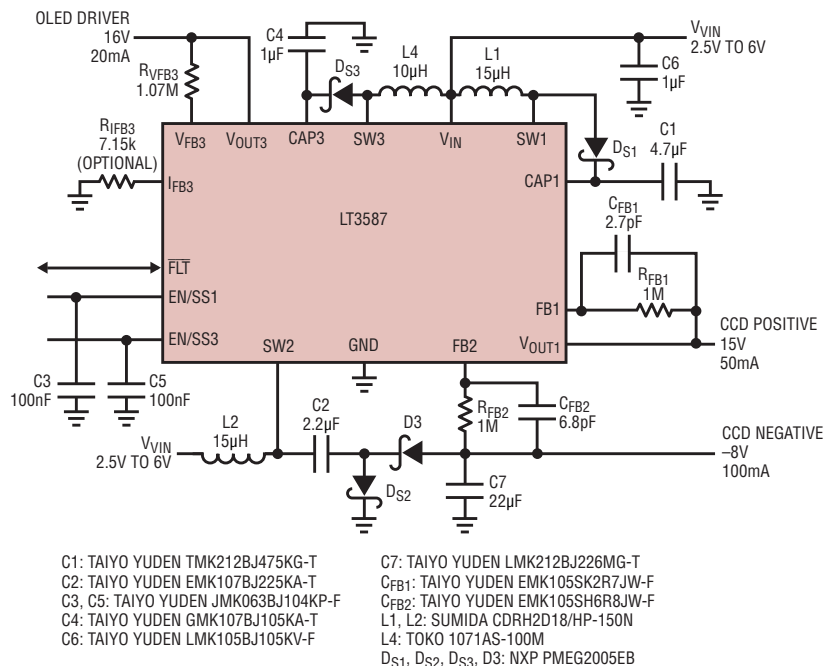 OLED DRIVER
16V
20mA
RVFB3
1.07M
C4
1µF
DS3
L4
10µH
L1
15µH
VVIN
2.5V TO 6V
C6
1µF
RIFB3
7.15k
(OPTIONAL)
VFB3
VOUT3
CAP3
SW3
VIN
SW1
DS1
C1
4.7µF
IFB3
CAP1
LT3587
CFB1
2.7pF
FLT
RFB1
1M
EN/SS1
FB1
EN/SS3
VOUT1
CCD POSITIVE
15V
50mA
SW2
GND
FB2
C3
100nF
C5
100nF
L2
15µH
C2
2.2µF
D3
RFB2
1M
CFB2
6.8pF
VVIN
2.5V TO 6V
CCD NEGATIVE
–8V
100mA
DS2
C7
22µF
C1: TAIYO YUDEN TMK212BJ475KG-T
C2: TAIYO YUDEN EMK107BJ225KA-T
C3, C5: TAIYO YUDEN JMK063BJ104KP-F
C4: TAIYO YUDEN GMK107BJ105KA-T
C6: TAIYO YUDEN LMK105BJ105KV-F
C7: TAIYO YUDEN LMK212BJ226MG-T
CFB1: TAIYO YUDEN EMK105SK2R7JW-F
CFB2: TAIYO YUDEN EMK105SH6R8JW-F
L1, L2: SUMIDA CDRH2D18/HP-150N
L4: TOKO 1071AS-100M
DS1, DS2, DS3, D3: NXP PMEG2005EB